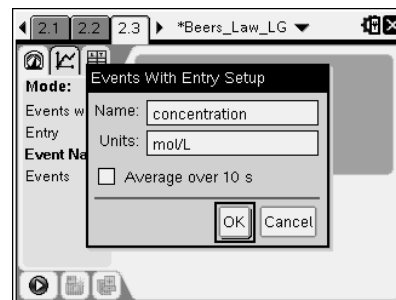 2.1 2.2 2.3 *Beers_Law_LG
Mode:
Events w
Entry
Event Na
Events
Events With Entry Setup
Name: concentration
Units: mol/L
Average over 10 s
OK Cancel